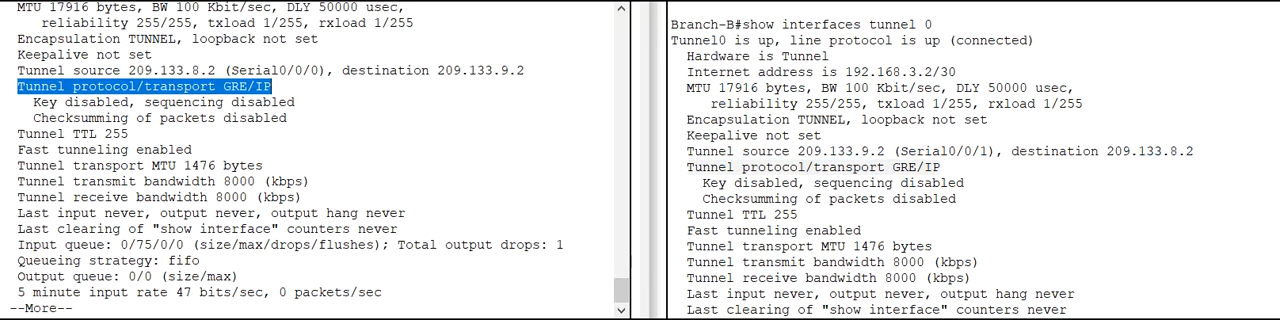 MTU 17916 bytes, BW 100 Kbit/sec, DLY 50000 usec,
reliability 255/255, txload 1/255, rxload 1/255
Encapsulation TUNNEL, loopback not set
Keepalive not set
Tunnel source 209.133.8.2 (Serial0/0/0), destination 209.133.9.2
Tunnel protocol/transport GRE/IP
Key disabled, sequencing disabled
Checksumming of packets disabled
Tunnel TTL 255
Fast tunneling enabled
Tunnel transport MTU 1476 bytes
Tunnel transmit bandwidth 8000 (kbps)
Tunnel receive bandwidth 8000 (kbps)
Last input never, output never, output hang never
Last clearing of "show interface" counters never
Input queue: 0/75/0/0 (size/max/drops/flushes); Total output drops: 1
Queueing strategy: fifo
Output queue: 0/0 (size/max)
5 minute input rate 47 bits/sec, 0 packets/sec
--More--
Branch-B#show interfaces tunnel 0
Tunnel0 is up, line protocol is up (connected)
Hardware is Tunnel
Internet address is 192.168.3.2/30
MTU 17916 bytes, BW 100 Kbit/sec, DLY 50000 usec,
reliability 255/255, txload 1/255, rxload 1/255
Encapsulation TUNNEL, loopback not set
Keepalive not set
Tunnel source 209.133.9.2 (Serial0/0/1), destination 209.133.8.2
Tunnel protocol/transport GRE/IP
Key disabled, sequencing disabled
Checksumming of packets disabled
Tunnel TTL 255
Fast tunneling enabled
Tunnel transport MTU 1476 bytes
Tunnel transmit bandwidth 8000 (kbps)
Tunnel receive bandwidth 8000 (kbps)
Last input never, output never, output hang never
Last clearing of "show interface" counters never